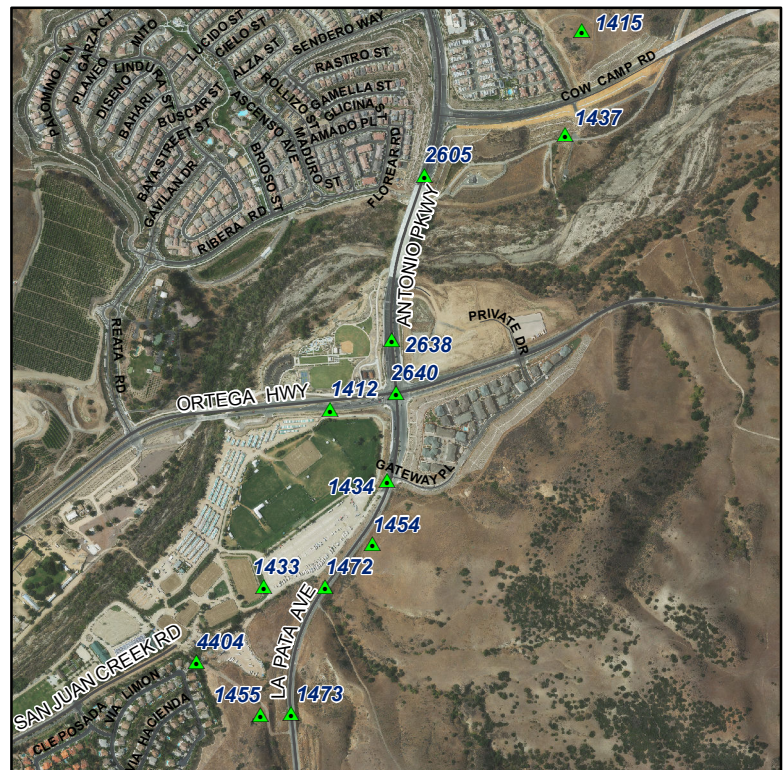 1415
COW CAMP RD
1437
2605
SENDERO WAY
LUCIDO ST
CIELO ST
ALZA ST
RASTRO ST
GAMELLA ST
GLICINA ST
AMADO PL
ROLLIZO ST
MADURO ST
FLOREAR RD
MITO
GARZA CT
PALOMINO LN
PLANEO
LINDURA ST
DISENO
BAHARI
BUSCAR ST
BAYA STREET ST
ASCENSO AVE
BRIOSO ST
GAVILAN DR
RIBERA RD
ANTONIO PKWY
REATA RD
PRIVATE DR
2638
2640
1412
ORTEGA HWY
GATEWAY PL
1434
1454
1433
1472
LA PATA AVE
SAN JUAN CREEK RD
4404
1455
1473
CLE POSADA
VIA LIMON
VIA HACIENDA